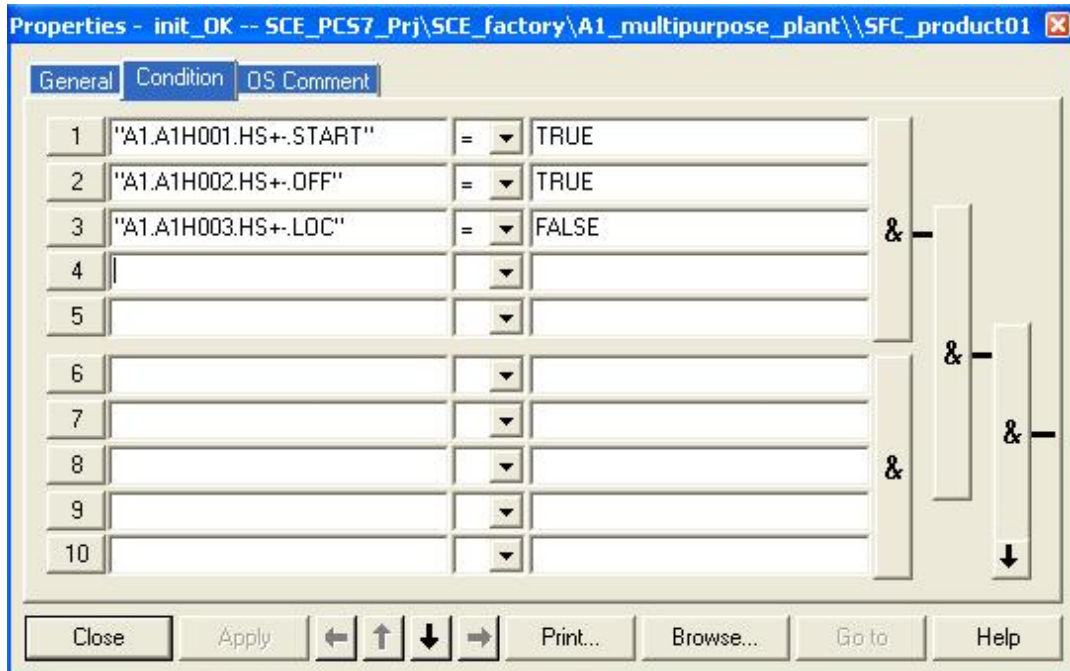 Properties - init_OK -- SCE_PCS7_Prj\SCE_factory\A1_multipurpose_plant\\SFC_product01
General Condition OS Comment
1 "A1.A1H001.HS+-.START" = TRUE
2 "A1.A1H002.HS+-.OFF" = TRUE
3 "A1.A1H003.HS+-.LOC" = FALSE
&
4
5
&
6
7
&
8
&
9
10
Close Apply Print... Browse... Go to Help